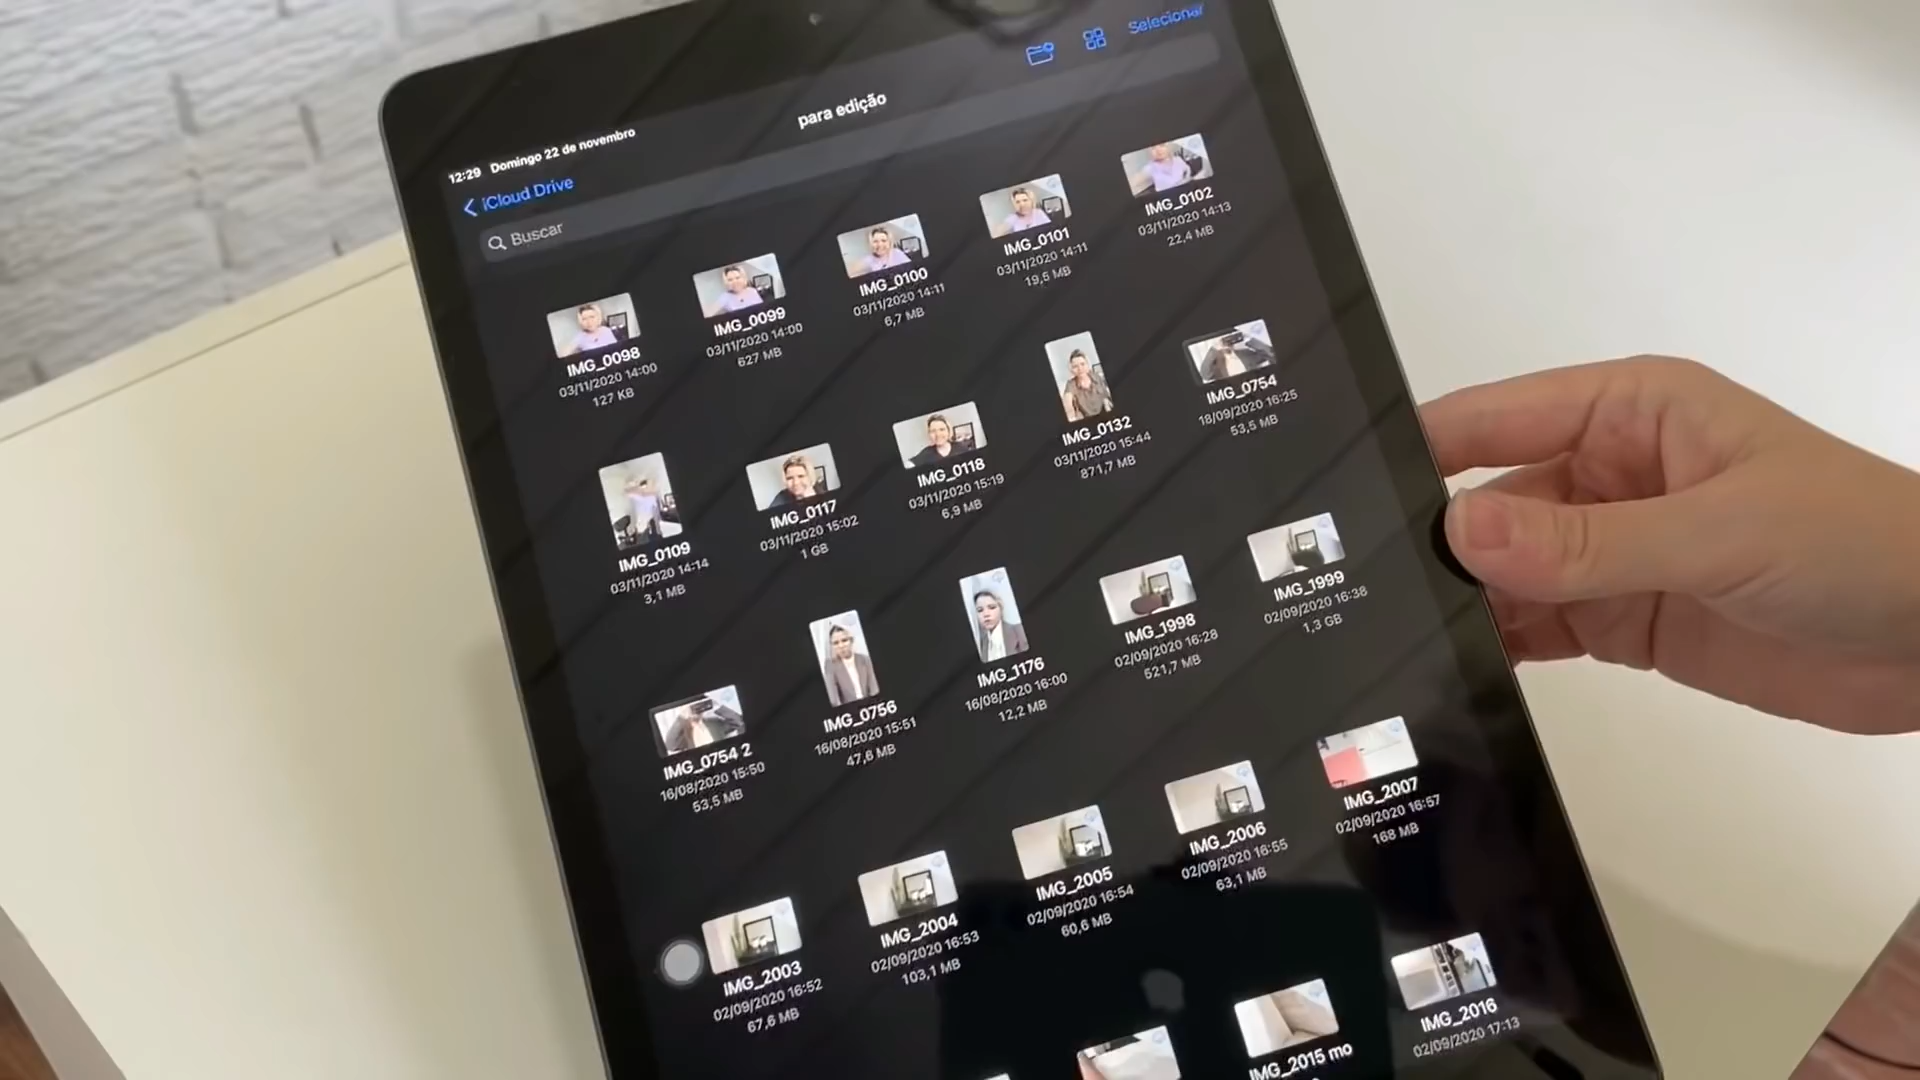 Selecionar
para edição
12:29 Domingo 22 de novembro
iCloud Drive
Buscar
IMG_0098
03/11/2020 14:00
127 KB
IMG_0099
03/11/2020 14:00
627 MB
IMG_0100
03/11/2020 14:11
6,7 MB
IMG_0101
03/11/2020 14:11
19,5 MB
IMG_0102
03/11/2020 14:13
22,4 MB
IMG_0109
03/11/2020 14:14
3,1 MB
IMG_0117
03/11/2020 15:02
1 GB
IMG_0118
03/11/2020 15:19
6,9 MB
IMG_0132
03/11/2020 15:44
871,7 MB
IMG_0754
18/09/2020 16:25
53,5 MB
IMG_0754 2
16/08/2020 15:50
53,5 MB
IMG_0756
16/08/2020 15:51
47,6 MB
IMG_1176
16/08/2020 16:00
12,2 MB
IMG_1998
02/09/2020 16:28
521,7 MB
IMG_1999
02/09/2020 16:38
1,3 GB
IMG_2003
02/09/2020 16:52
67,6 MB
IMG_2004
02/09/2020 16:53
103,1 MB
IMG_2005
02/09/2020 16:54
60,6 MB
IMG_2006
02/09/2020 16:55
63,1 MB
IMG_2007
02/09/2020 16:57
168 MB
IMG_2015 mo
IMG_2016
02/09/2020 17:13